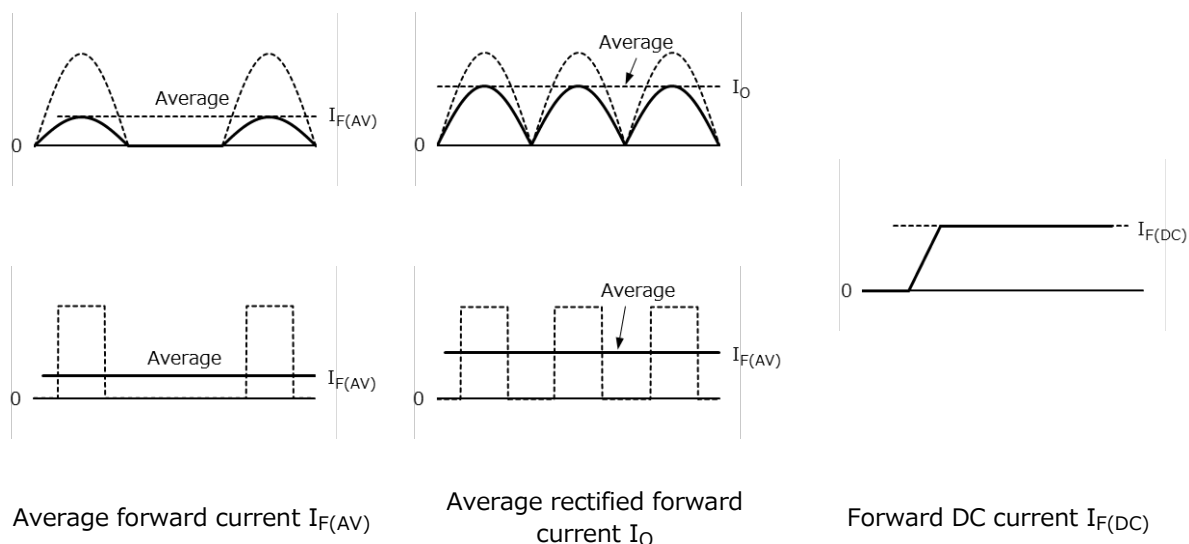 Average
I_F(AV)
0
Average
I_O
0
I_F(DC)
0
Average
I_F(AV)
0
Average
I_F(AV)
0
Average forward current I_F(AV)
Average rectified forward
current I_O
Forward DC current I_F(DC)